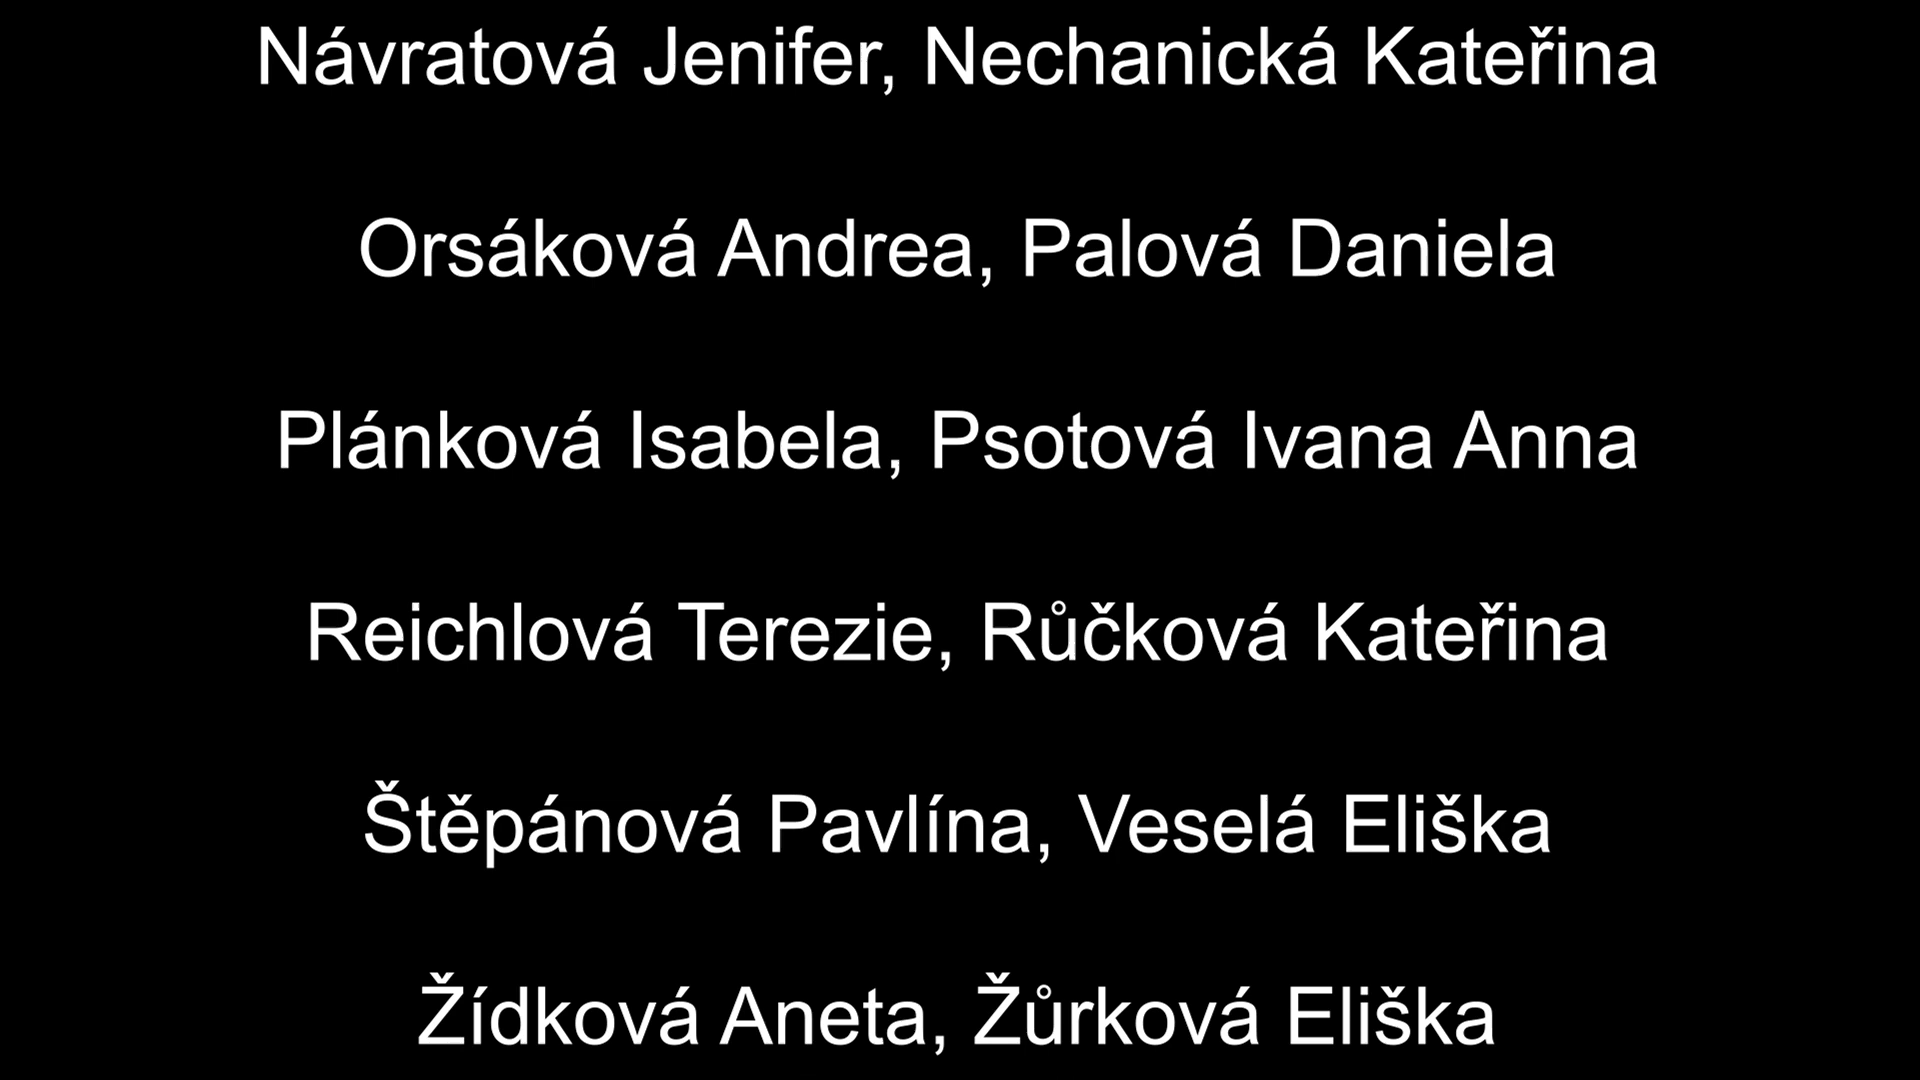 Návratová Jenifer, Nechanická Kateřina
Orsáková Andrea, Palová Daniela
Plánková Isabela, Psotová Ivana Anna
Reichlová Terezie, Růčková Kateřina
Štěpánová Pavlína, Veselá Eliška
Žídková Aneta, Žůrková Eliška